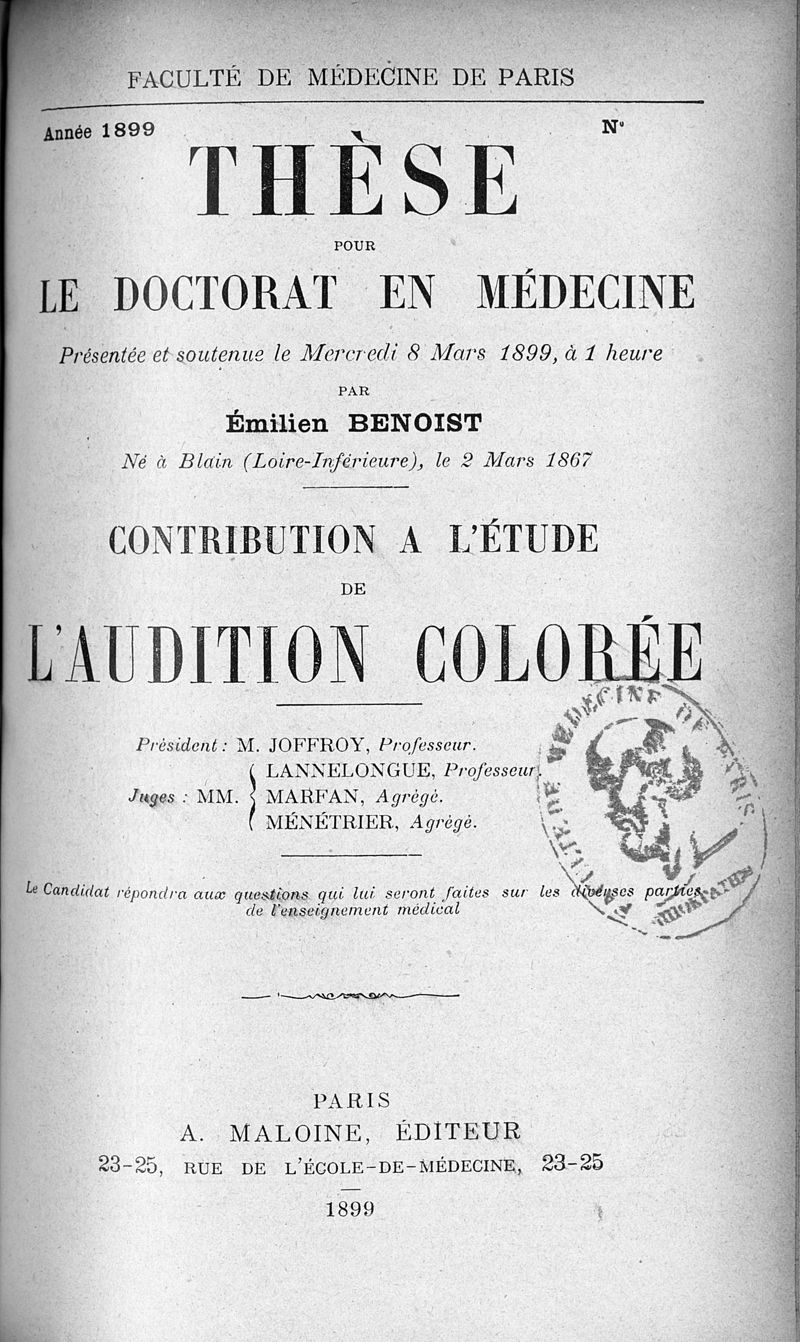 FACULTÉ DE MÉDECINE DE PARIS
Année 1899 N°
THÈSE
POUR
LE DOCTORAT EN MÉDECINE
Présentée et soutenue le Mercredi 8 Mars 1899, à 1 heure
PAR
Émilien BENOIST
Né à Blain (Loire-Inférieure), le 2 Mars 1867
CONTRIBUTION A L'ÉTUDE
DE
L'AUDITION COLORÉE
Président : M. JOFFROY, Professeur.
LANNELONGUE, Professeur.
Juges : MM. MARFAN, Agrégé.
MÉNÉTRIER, Agrégé.
Le Candidat répondra aux questions qui lui seront faites sur les diverses parties
de l'enseignement médical
MEDECINE DE PARIS
PARIS
A. MALOINE, ÉDITEUR
23-25, RUE DE L'ÉCOLE-DE-MÉDECINE, 23-25
1899